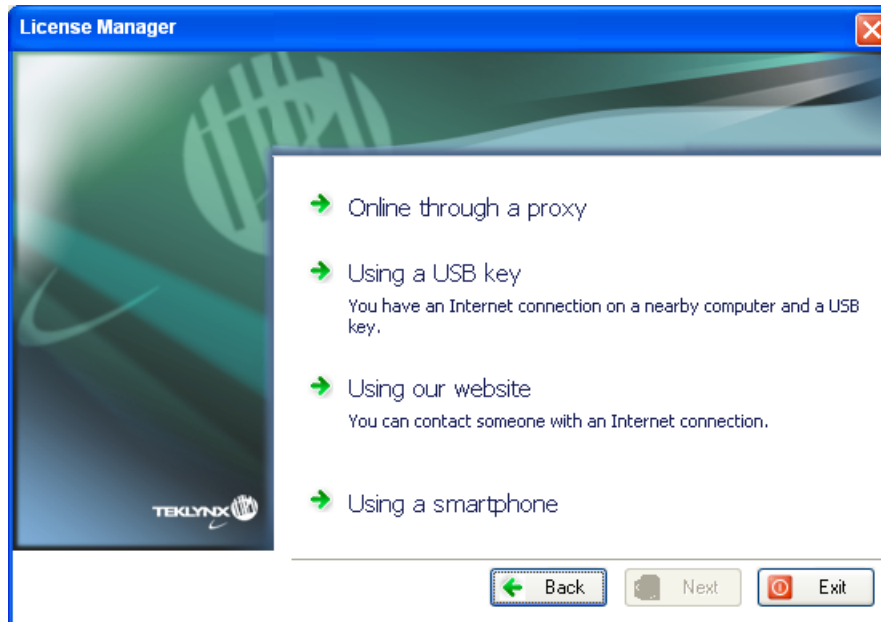 License Manager
Online through a proxy
Using a USB key
You have an Internet connection on a nearby computer and a USB
key.
Using our website
You can contact someone with an Internet connection.
Using a smartphone
TEKLYNX
Back
Next
Exit